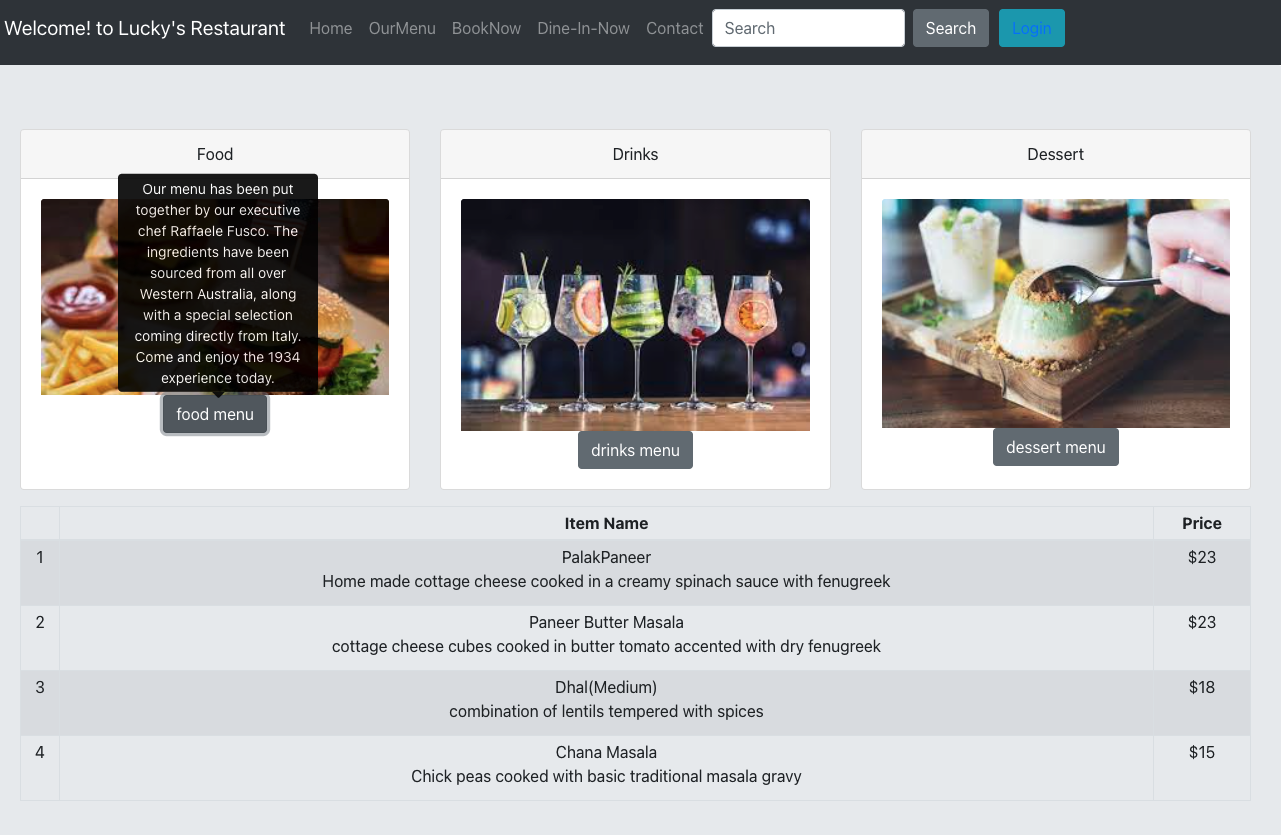 Welcome! to Lucky's Restaurant Home OurMenu BookNow Dine-In-Now Contact Search Search Login
Food
Our menu has been put
together by our executive
chef Raffaele Fusco. The
ingredients have been
sourced from all over
Western Australia, along
with a special selection
coming directly from Italy.
Come and enjoy the 1934
experience today.
food menu
Drinks
drinks menu
Dessert
dessert menu
Item Name Price
1 PalakPaneer $23
Home made cottage cheese cooked in a creamy spinach sauce with fenugreek
2 Paneer Butter Masala $23
cottage cheese cubes cooked in butter tomato accented with dry fenugreek
3 Dhal(Medium) $18
combination of lentils tempered with spices
4 Chana Masala $15
Chick peas cooked with basic traditional masala gravy